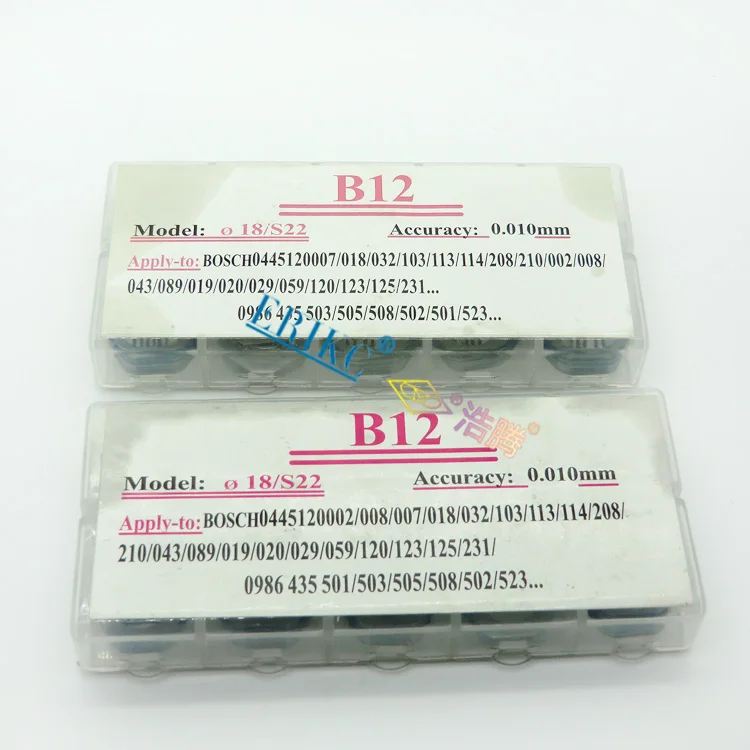 B12
Model: ø 18/S22 Accuracy: 0.010mm
Apply-to: BOSCH0445120007/018/032/103/113/114/208/210/002/008/
043/089/019/020/029/059/120/123/125/231...
0986 435 503/505/508/502/501/523...
ERIKC®
浩腾®
B12
Model: ø 18/S22 Accuracy: 0.010mm
Apply-to: BOSCH0445120002/008/007/018/032/103/113/114/208/
210/043/089/019/020/029/059/120/123/125/231/
0986 435 501/503/505/508/502/523...